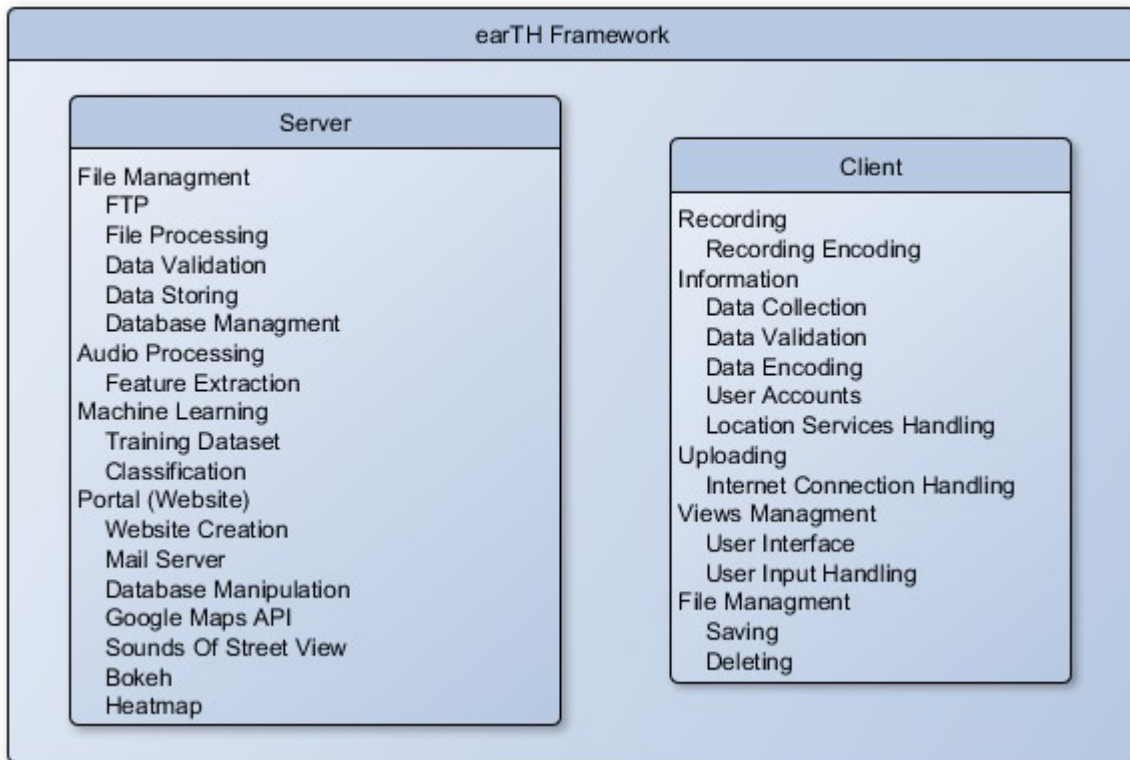 earTH Framework
Server
File Managment
FTP
File Processing
Data Validation
Data Storing
Database Managment
Audio Processing
Feature Extraction
Machine Learning
Training Dataset
Classification
Portal (Website)
Website Creation
Mail Server
Database Manipulation
Google Maps API
Sounds Of Street View
Bokeh
Heatmap
Client
Recording
Recording Encoding
Information
Data Collection
Data Validation
Data Encoding
User Accounts
Location Services Handling
Uploading
Internet Connection Handling
Views Managment
User Interface
User Input Handling
File Managment
Saving
Deleting